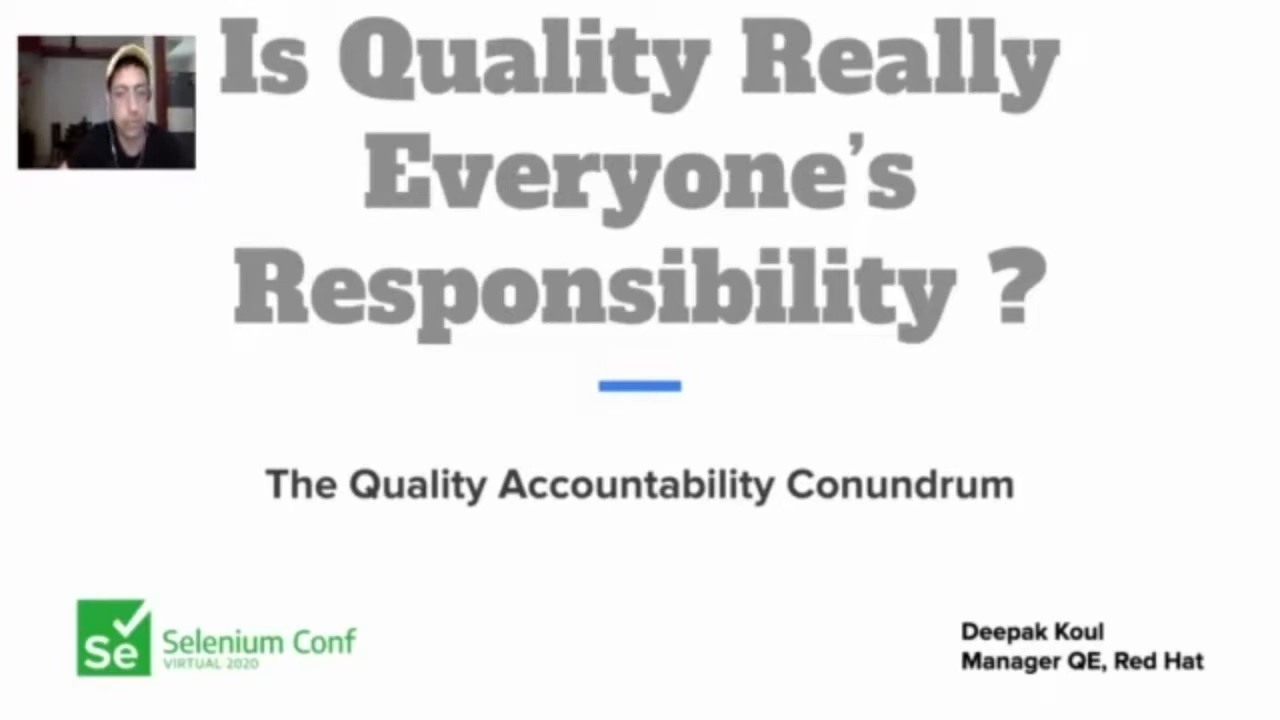 Is Quality Really
Everyone’s
Responsibility ?
The Quality Accountability Conundrum
Se
Selenium Conf
VIRTUAL 2020
Deepak Koul
Manager QE, Red Hat